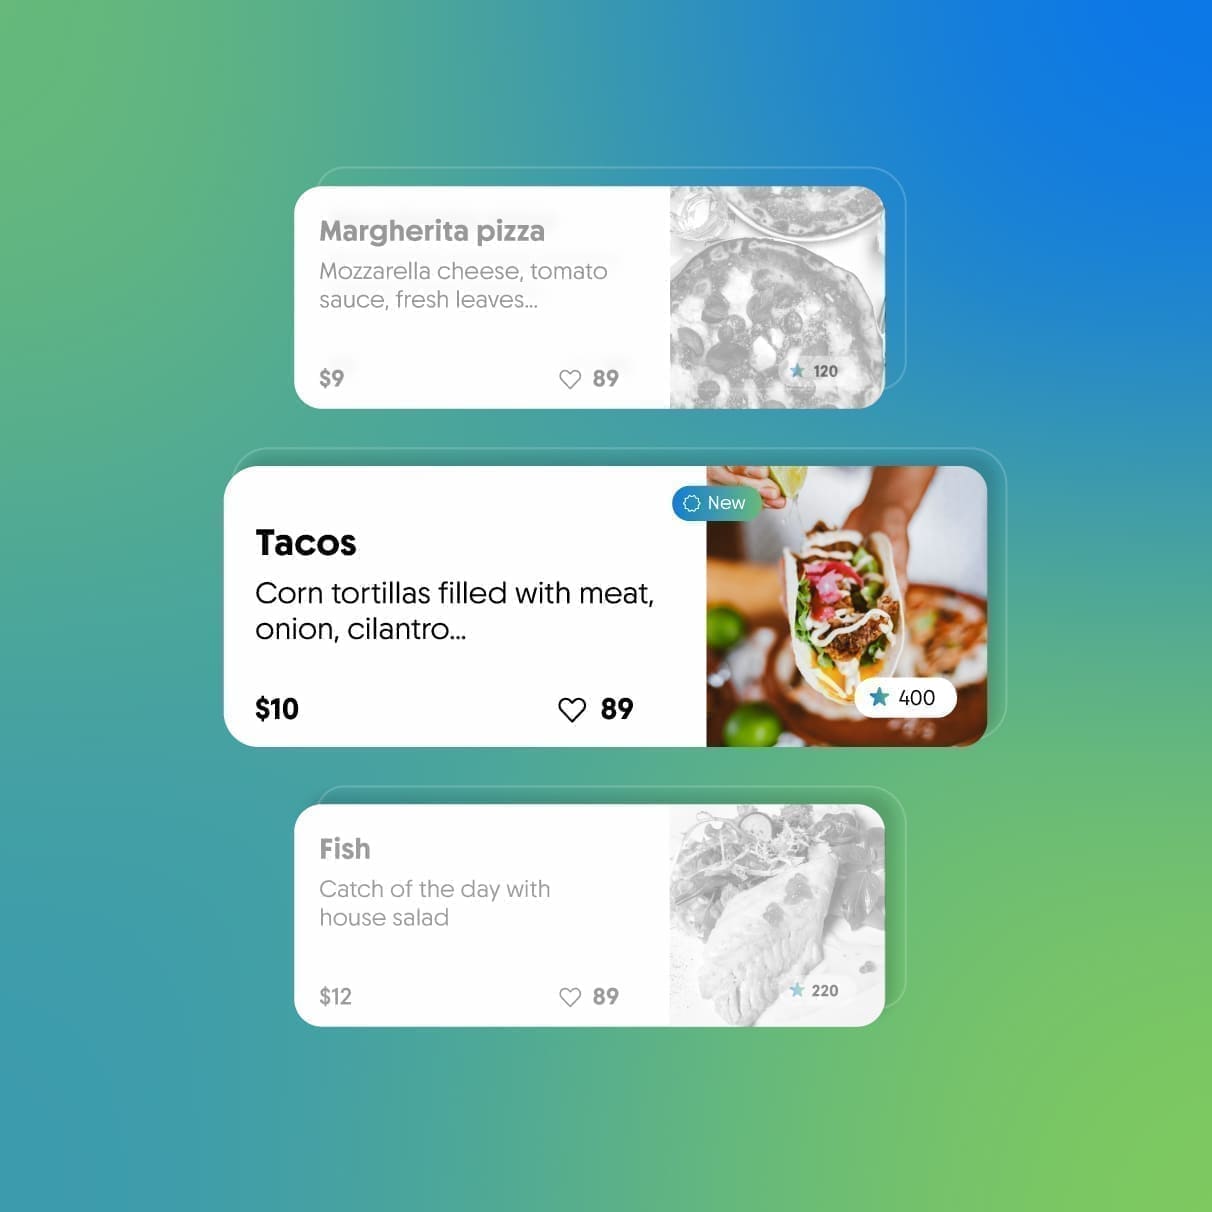 Margherita pizza
Mozzarella cheese, tomato
sauce, fresh leaves...
$9
89
120
New
Tacos
Corn tortillas filled with meat,
onion, cilantro...
$10
89
400
Fish
Catch of the day with
house salad
$12
89
220